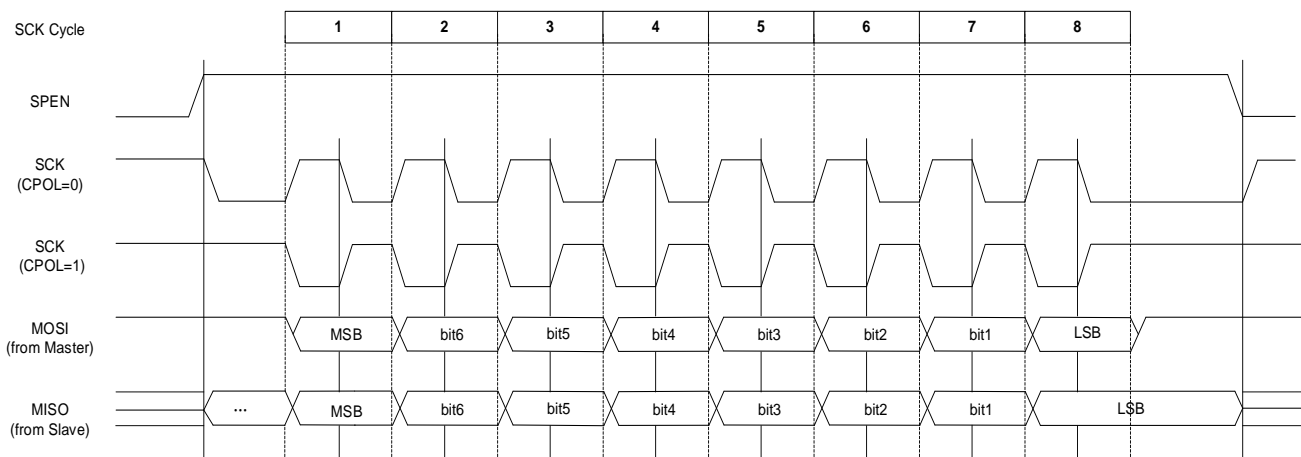 SCK Cycle 1 2 3 4 5 6 7 8
SPEN
SCK
(CPOL=0)
SCK
(CPOL=1)
MOSI
(from Master)
MSB bit6 bit5 bit4 bit3 bit2 bit1 LSB
MISO
(from Slave)
... MSB bit6 bit5 bit4 bit3 bit2 bit1 LSB